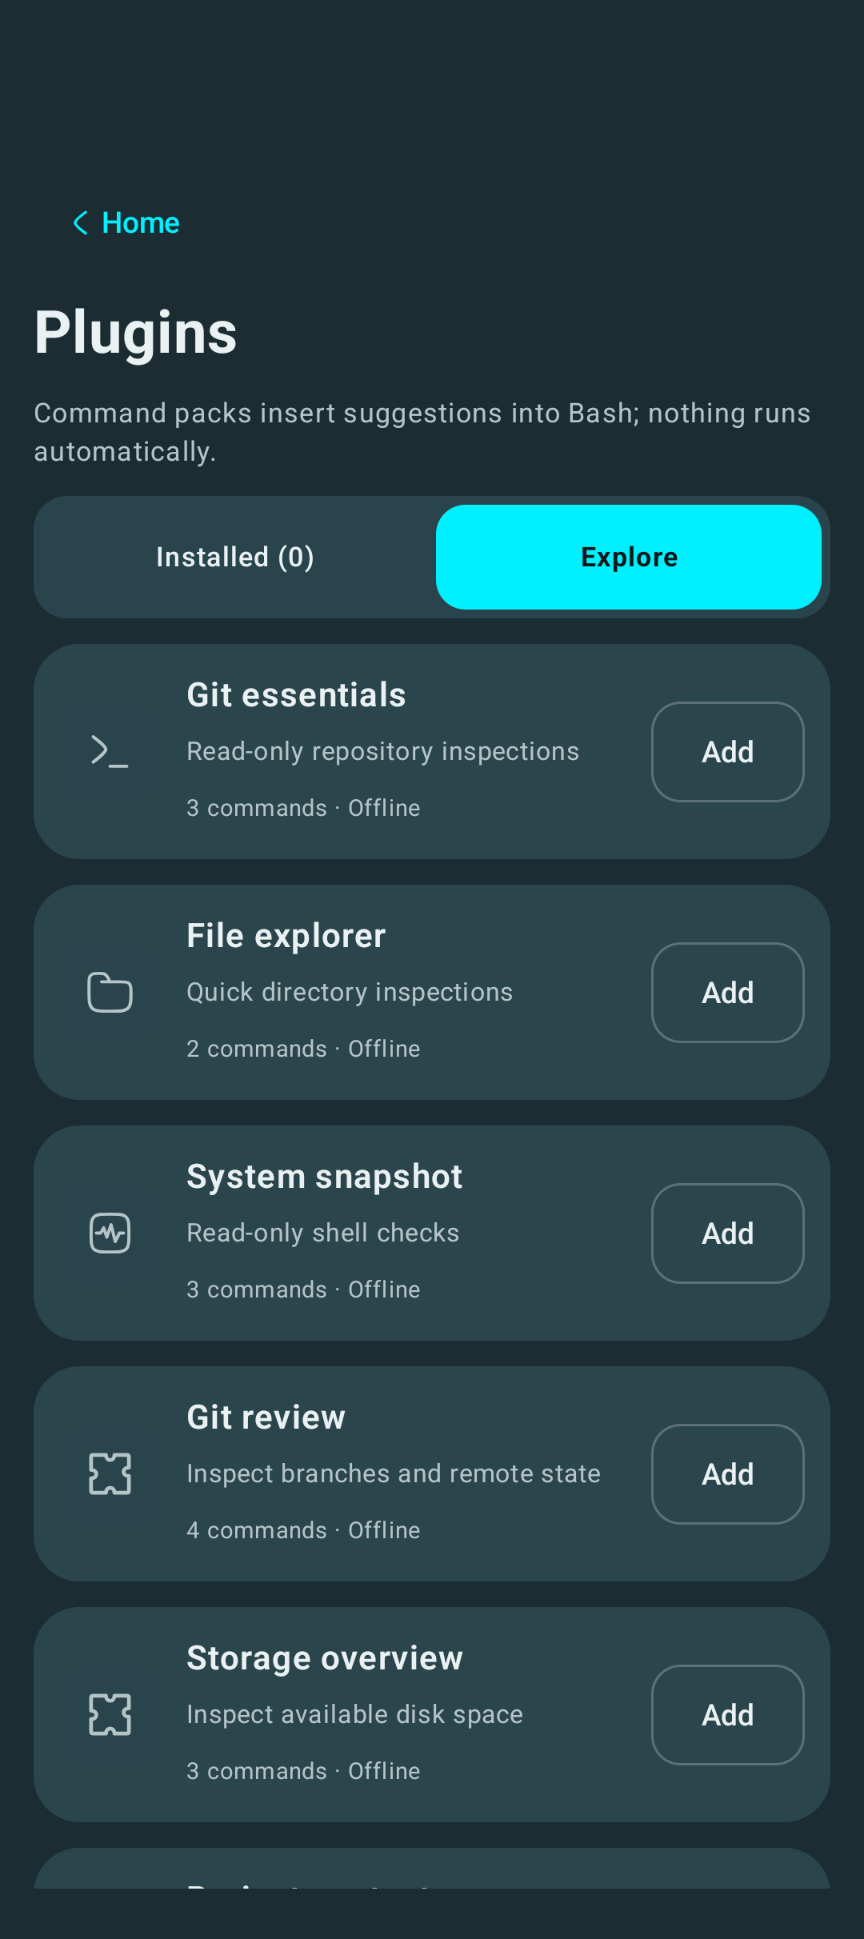 Home
Plugins
Command packs insert suggestions into Bash; nothing runs
automatically.
Installed (0)
Explore
Git essentials
Read-only repository inspections
3 commands · Offline
Add
File explorer
Quick directory inspections
2 commands · Offline
Add
System snapshot
Read-only shell checks
3 commands · Offline
Add
Git review
Inspect branches and remote state
4 commands · Offline
Add
Storage overview
Inspect available disk space
3 commands · Offline
Add